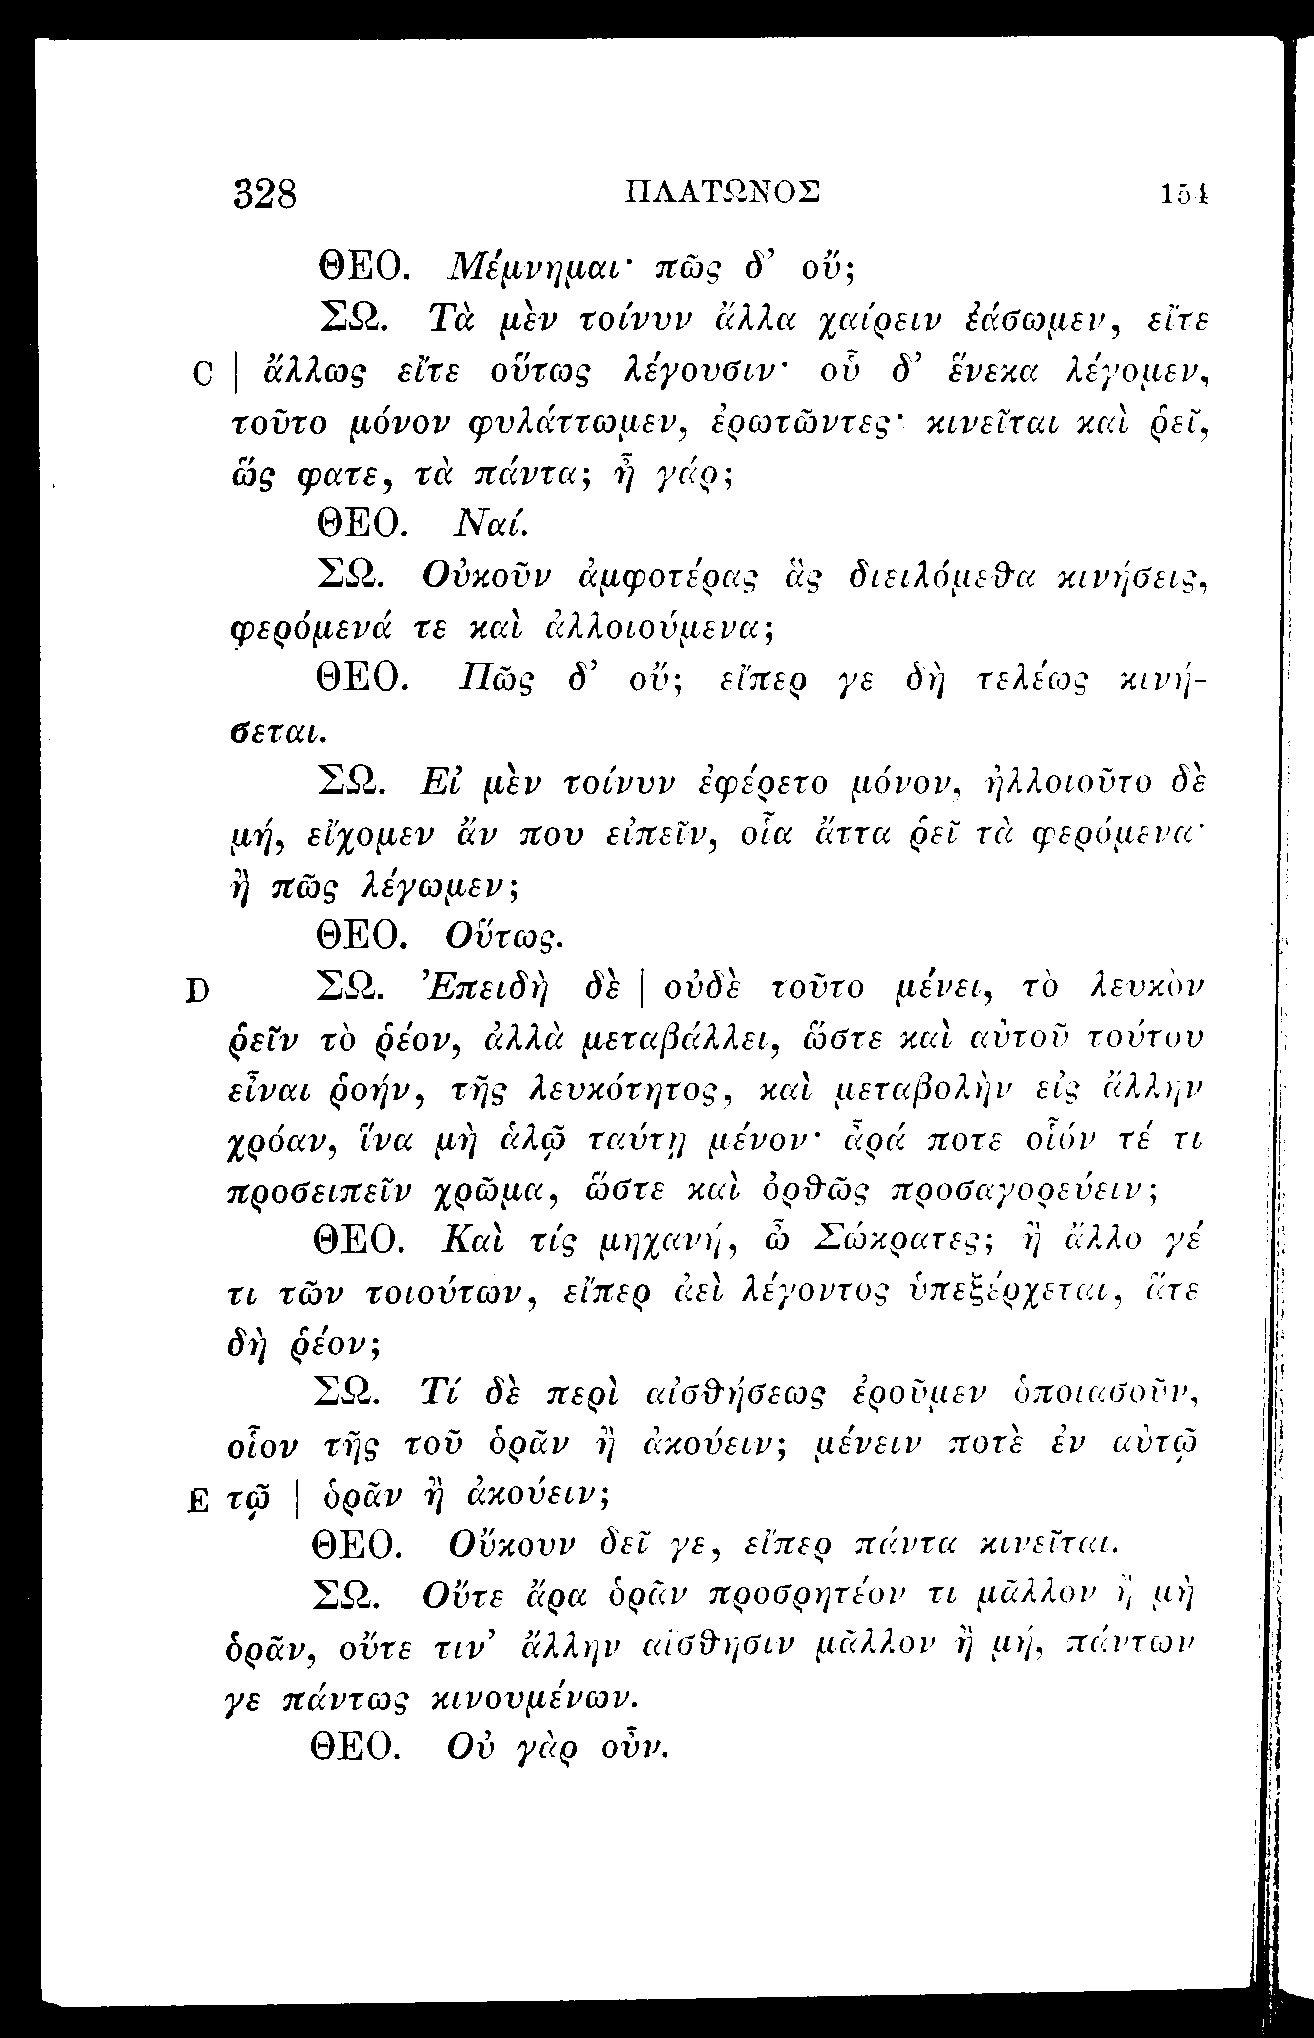 328 ΠΛΑΤΩΝΟΣ 154
ΘΕΟ. Μέμνημαι· πῶς δ’ οὔ;
ΣΩ. Τὰ μὲν τοίνυν ἄλλα χαίρειν ἐάσωμεν, εἴτε
C | ἄλλως εἴτε οὕτως λέγουσιν· οὗ δ’ ἕνεκα λέγομεν,
τοῦτο μόνον φυλάττωμεν, ἐρωτῶντες· κινεῖται καὶ ῥεῖ,
ὥς φατε, τὰ πάντα; ἦ γάρ;
ΘΕΟ. Ναί.
ΣΩ. Οὐκοῦν ἀμφοτέρας ἃς διειλόμεθα κινήσεις,
φερόμενά τε καὶ ἀλλοιούμενα;
ΘΕΟ. Πῶς δ’ οὔ; εἴπερ γε δὴ τελέως κινή-
σεται.
ΣΩ. Εἰ μὲν τοίνυν ἐφέρετο μόνον, ἠλλοιοῦτο δὲ
μή, εἴχομεν ἄν που εἰπεῖν, οἷα ἄττα ῥεῖ τὰ φερόμενα·
ἢ πῶς λέγωμεν;
ΘΕΟ. Οὕτως.
D ΣΩ. Ἐπειδὴ δὲ | οὐδὲ τοῦτο μένει, τὸ λευκὸν
ῥεῖν τὸ ῥέον, ἀλλὰ μεταβάλλει, ὥστε καὶ αὐτοῦ τούτου
εἶναι ῥοήν, τῆς λευκότητος, καὶ μεταβολὴν εἰς ἄλλην
χρόαν, ἵνα μὴ ἁλῷ ταύτῃ μένον· ἆρά ποτε οἷόν τέ τι
προσειπεῖν χρῶμα, ὥστε καὶ ὀρθῶς προσαγορεύειν;
ΘΕΟ. Καὶ τίς μηχανή, ὦ Σώκρατες; ἢ ἄλλο γέ
τι τῶν τοιούτων, εἴπερ ἀεὶ λέγοντος ὑπεξέρχεται, ἅτε
δὴ ῥέον;
ΣΩ. Τί δὲ περὶ αἰσθήσεως ἐροῦμεν ὁποιασοῦν,
οἷον τῆς τοῦ ὁρᾶν ἢ ἀκούειν; μένειν ποτὲ ἐν αὐτῷ
E τῷ | ὁρᾶν ἢ ἀκούειν;
ΘΕΟ. Οὔκουν δεῖ γε, εἴπερ πάντα κινεῖται.
ΣΩ. Οὔτε ἄρα ὁρᾶν προσρητέον τι μᾶλλον ἢ μὴ
ὁρᾶν, οὔτε τιν’ ἄλλην αἴσθησιν μᾶλλον ἢ μή, πάντων
γε πάντως κινουμένων.
ΘΕΟ. Οὐ γὰρ οὖν.